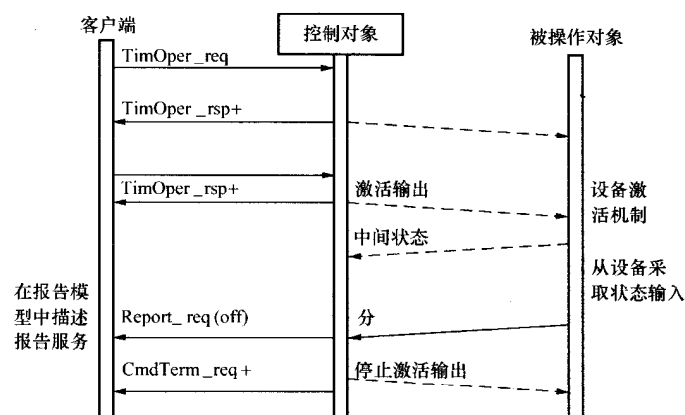 客户端
控制对象
被操作对象
TimOper_req
TimOper_rsp+
TimOper_rsp+
激活输出
设备激
活机制
中间状态
从设备采
取状态输入
在报告模
型中描述
报告服务
Report_req(off)
分
CmdTerm_req+
停止激活输出